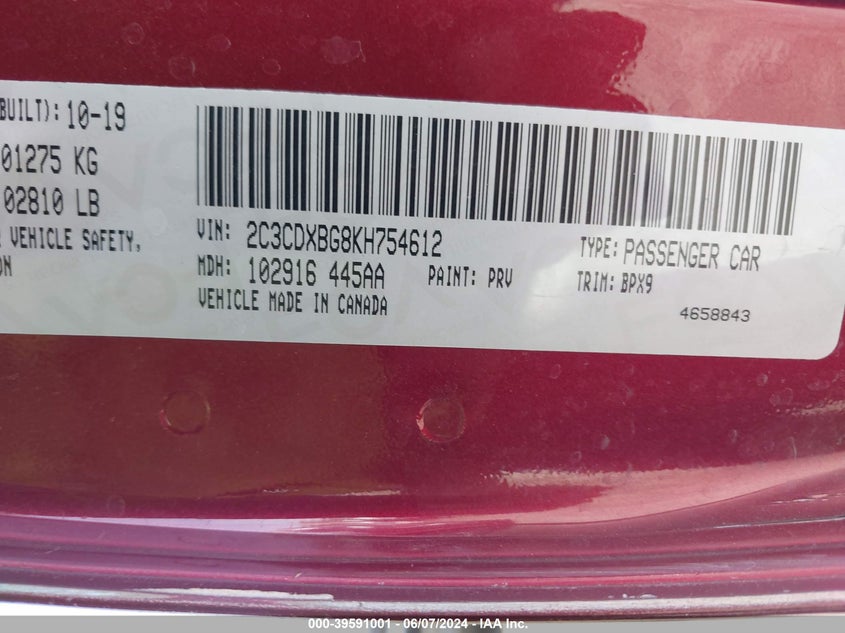 BUILT): 10-19
01275 KG
02810 LB
VEHICLE SAFETY,
ON
VIN: 2C3CDXBG8KH754612
TYPE: PASSENGER CAR
MDH: 102916 445AA
PAINT: PRV
TRIM: BPX9
VEHICLE MADE IN CANADA
4658843
000-39591001 - 06/07/2024 - IAA Inc.